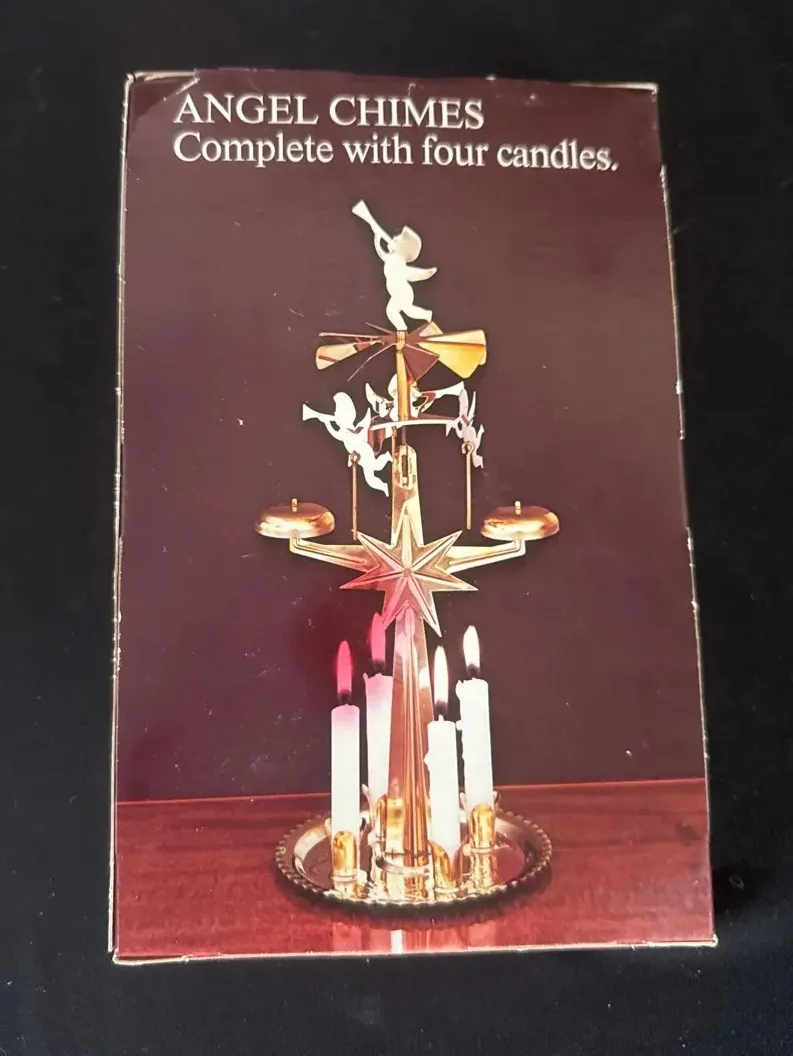 ANGEL CHIMES
Complete with four candles.